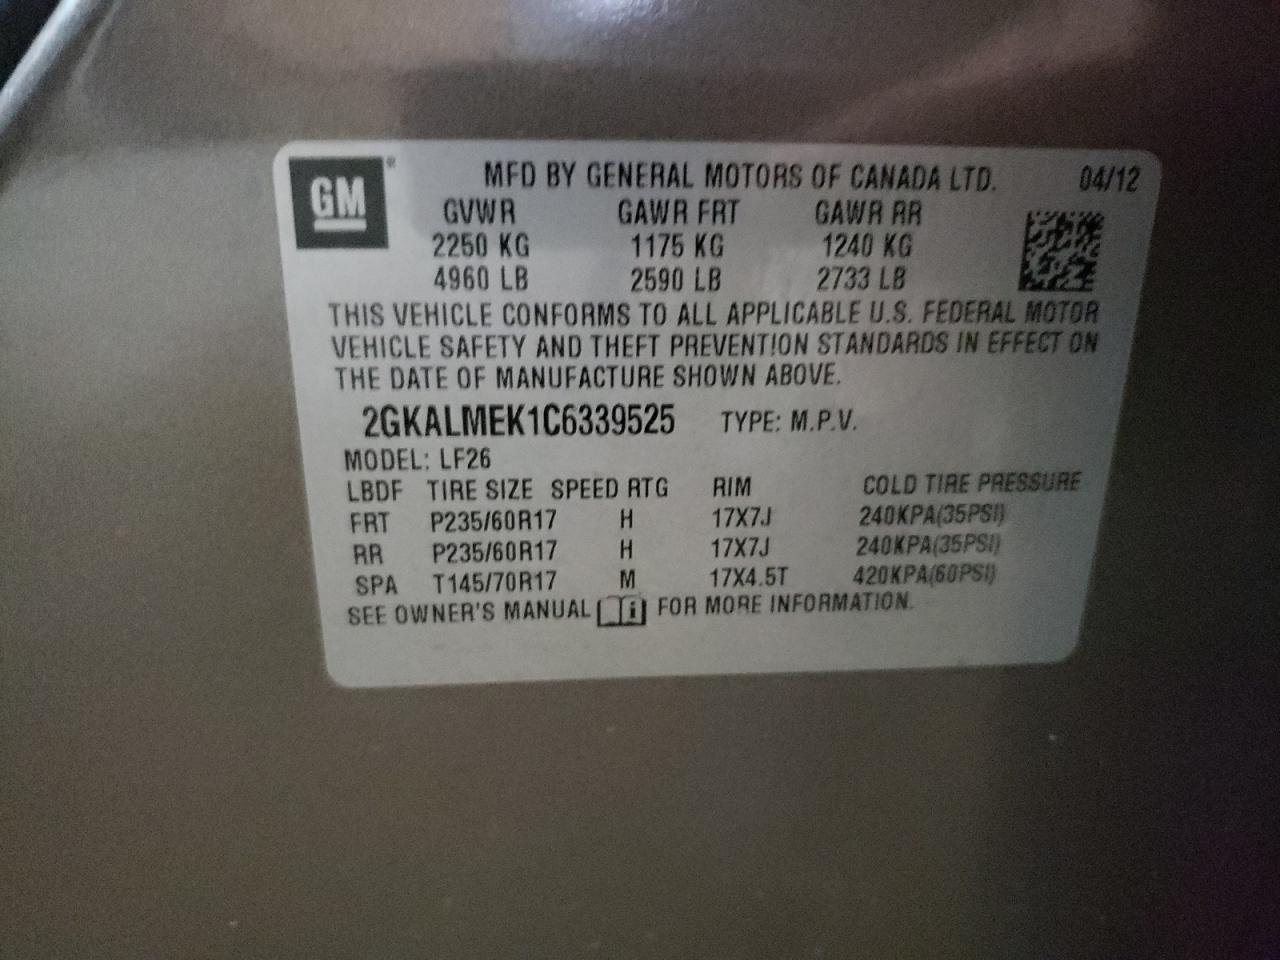 GM®
MFD BY GENERAL MOTORS OF CANADA LTD. 04/12
GVWR GAWR FRT GAWR RR
2250 KG 1175 KG 1240 KG
4960 LB 2590 LB 2733 LB
THIS VEHICLE CONFORMS TO ALL APPLICABLE U.S. FEDERAL MOTOR
VEHICLE SAFETY AND THEFT PREVENTION STANDARDS IN EFFECT ON
THE DATE OF MANUFACTURE SHOWN ABOVE.
2GKALMEK1C6339525 TYPE: M.P.V.
MODEL: LF26
LBDF TIRE SIZE SPEED RTG RIM COLD TIRE PRESSURE
FRT P235/60R17 H 17X7J 240KPA(35PSI)
RR P235/60R17 H 17X7J 240KPA(35PSI)
SPA T145/70R17 M 17X4.5T 420KPA(60PSI)
SEE OWNER'S MANUAL i FOR MORE INFORMATION.